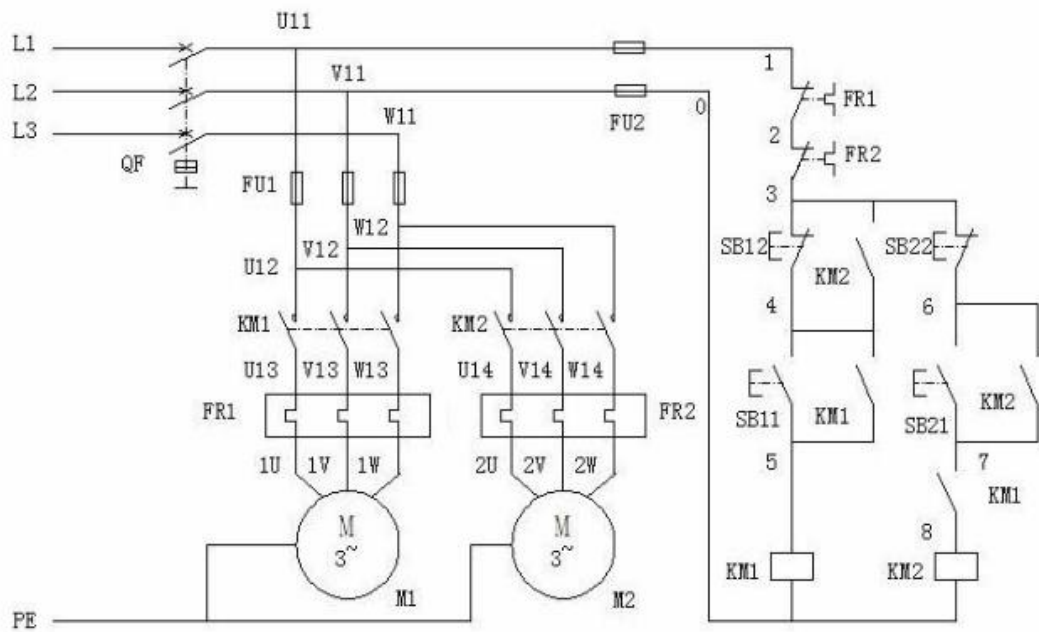 U11
L1
1
V11
L2
FR1
0
W11
FU2
L3
2
QF
FR2
FU1
3
W12
V12
SB12
SB22
U12
KM2
4
6
KM1
KM2
U13 V13 W13
U14 V14 W14
FR1
FR2
SB11
KM1
SB21
KM2
5
7
1U 1V 1W
2U 2V 2W
KM1
M
3~
M
3~
8
KM1
KM2
M1
M2
PE